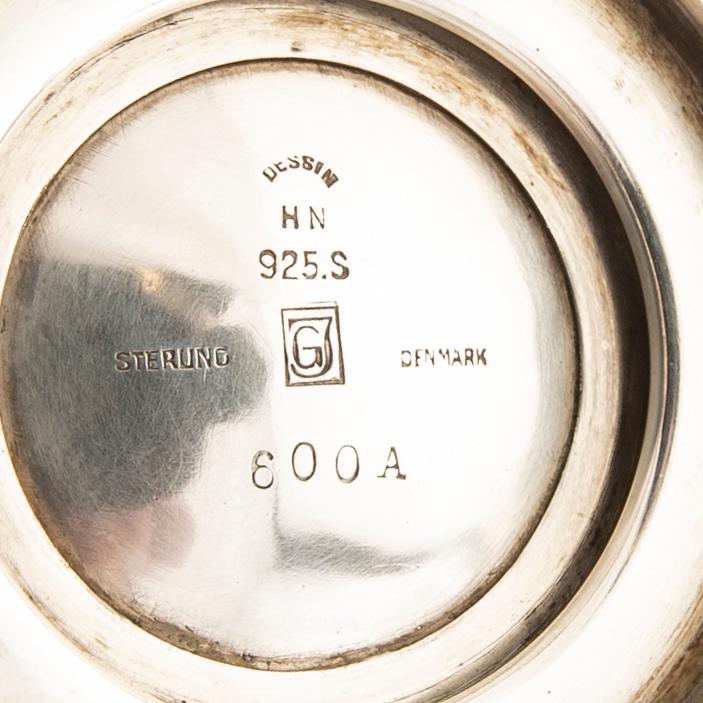 DESSIN
HN
925.S
GJ
STERLING DENMARK
600A